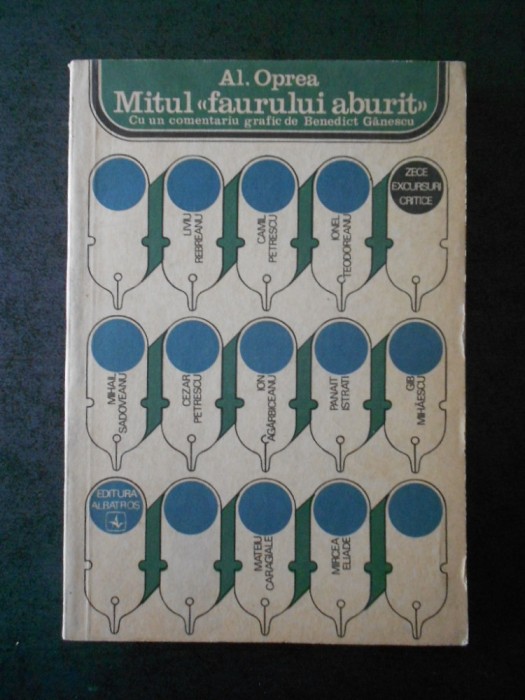 Al. Oprea
Mitul «faurului aburit»
Cu un comentariu grafic de Benedict Gănescu
ZECE
EXCURSURI
CRITICE
LIVIU
REBREANU
CAMIL
PETRESCU
IONEL
TEODOREANU
MIHAIL
SADOVEANU
CEZAR
PETRESCU
ION
AGÂRBICEANU
PANAIT
ISTRATI
GIB
MIHĂESCU
EDITURA
ALBATROS
MATEIU
CARAGIALE
MIRCEA
ELIADE